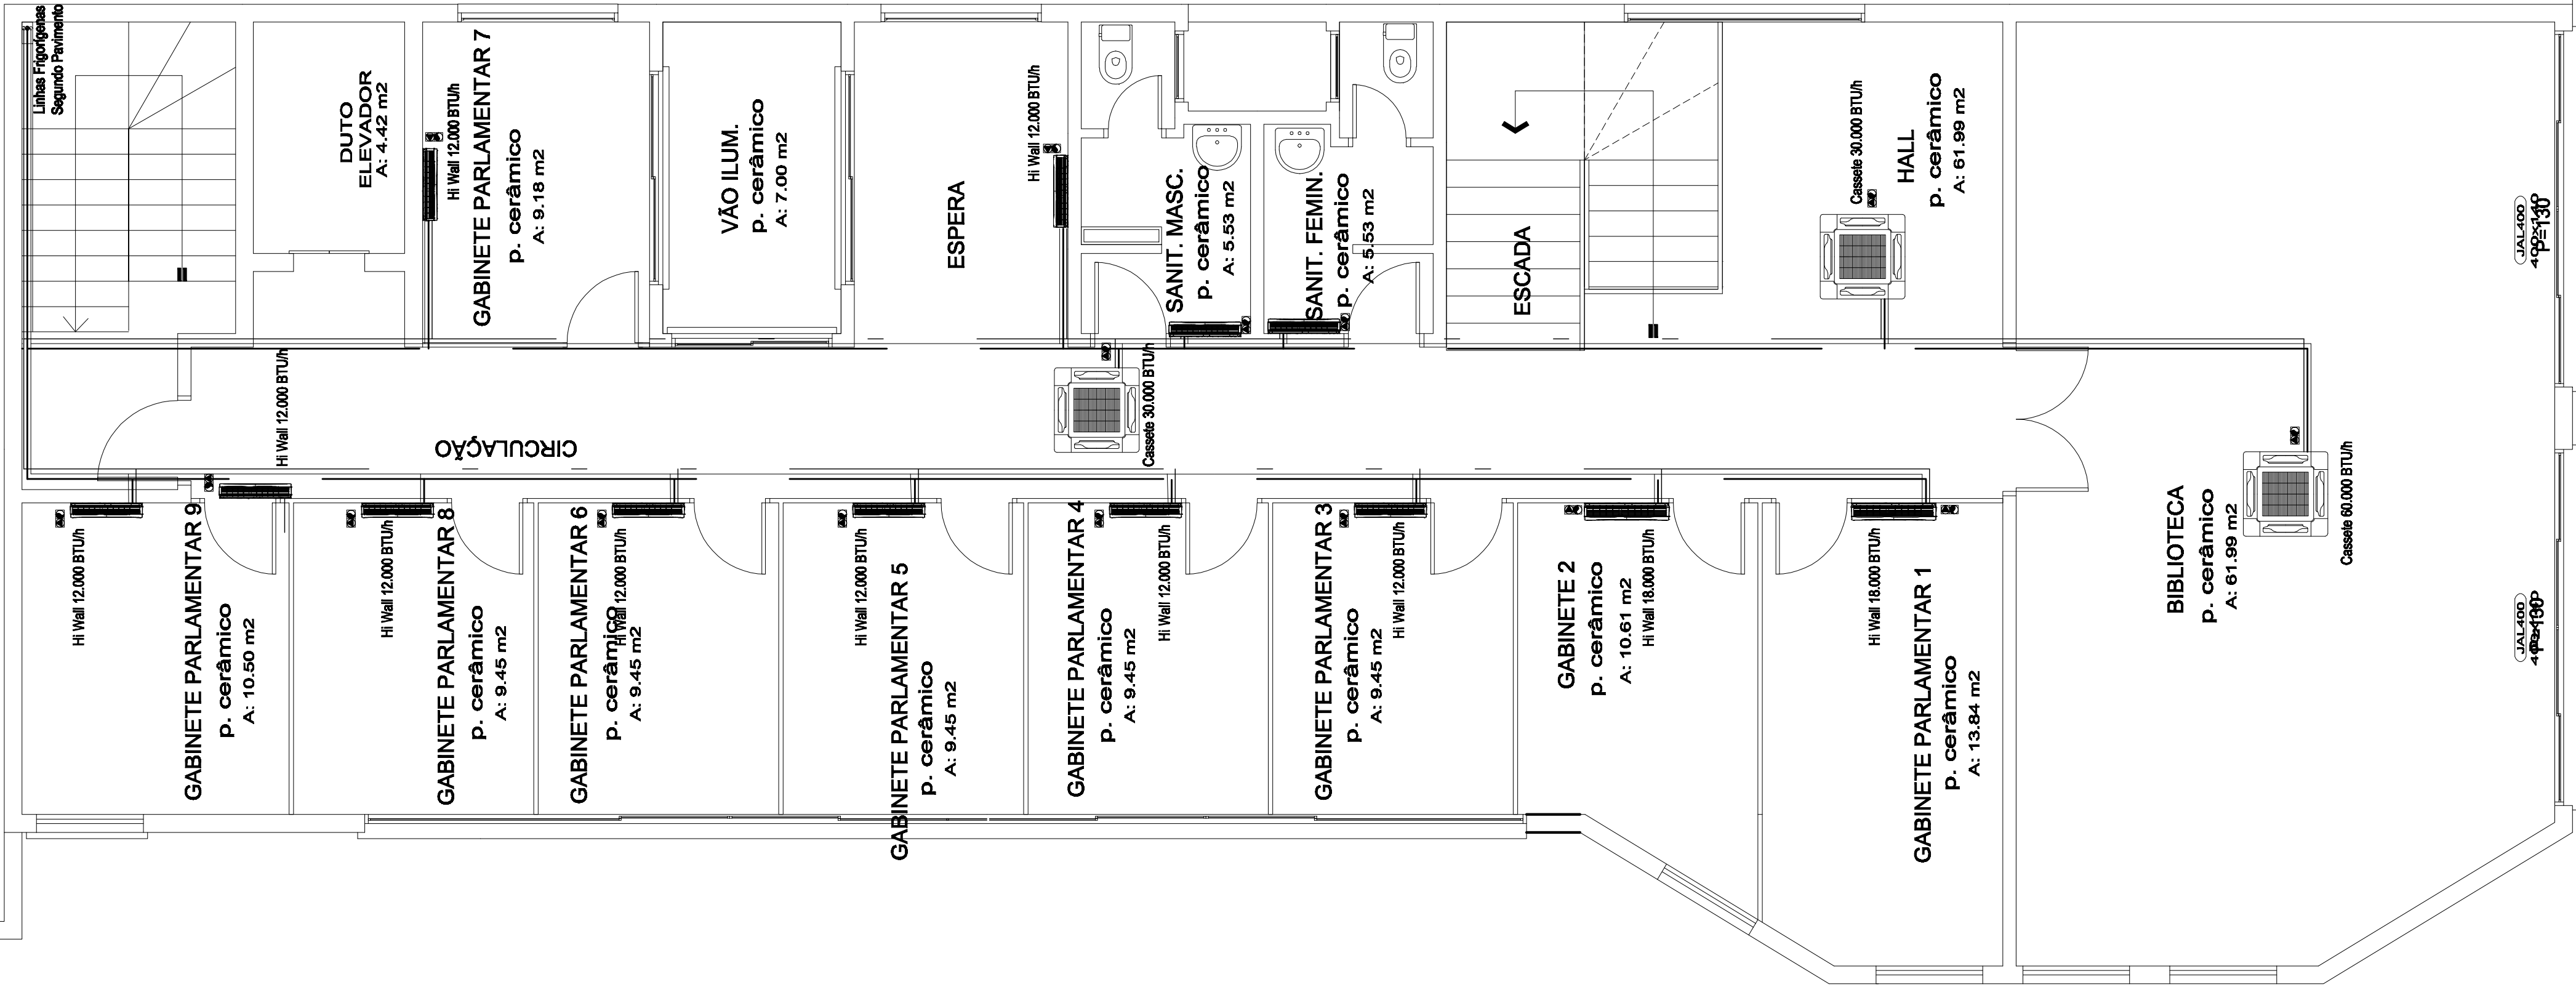 Linhas Frigorigenas
Segundo Pavimento
DUTO
ELEVADOR
A: 4.42 m2
GABINETE PARLAMENTAR 7
p. cerâmico
A: 9.18 m2
Hi Wall 12.000 BTU/h
VÃO ILUM.
p. cerâmico
A: 7.00 m2
ESPERA
Hi Wall 12.000 BTU/h
SANIT. MASC.
p. cerâmico
A: 5.53 m2
SANIT. FEMIN.
p. cerâmico
A: 5.53 m2
ESCADA
Cassete 30.000 BTU/h
HALL
p. cerâmico
A: 61.99 m2
JAL400
400x140
P=130
Hi Wall 12.000 BTU/h
CIRCULAÇÃO
Cassete 30.000 BTU/h
Hi Wall 12.000 BTU/h
GABINETE PARLAMENTAR 9
p. cerâmico
A: 10.50 m2
Hi Wall 12.000 BTU/h
GABINETE PARLAMENTAR 8
p. cerâmico
A: 9.45 m2
GABINETE PARLAMENTAR 6
p. cerâmico
A: 9.45 m2
Hi Wall 12.000 BTU/h
Hi Wall 12.000 BTU/h
GABINETE PARLAMENTAR 5
p. cerâmico
A: 9.45 m2
GABINETE PARLAMENTAR 4
p. cerâmico
A: 9.45 m2
Hi Wall 12.000 BTU/h
GABINETE PARLAMENTAR 3
p. cerâmico
A: 9.45 m2
Hi Wall 12.000 BTU/h
GABINETE 2
p. cerâmico
A: 10.61 m2
Hi Wall 18.000 BTU/h
Hi Wall 18.000 BTU/h
GABINETE PARLAMENTAR 1
p. cerâmico
A: 13.84 m2
BIBLIOTECA
p. cerâmico
A: 61.99 m2
Cassete 60.000 BTU/h
JAL400
P=130